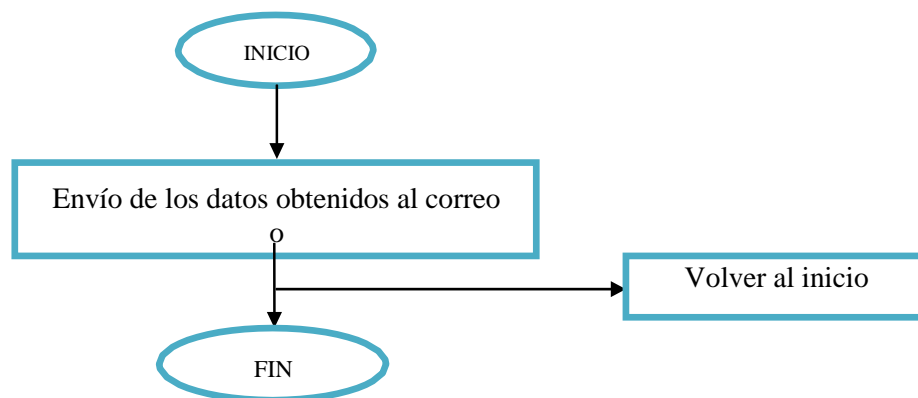 INICIO
Envío de los datos obtenidos al correo
o
Volver al inicio
FIN